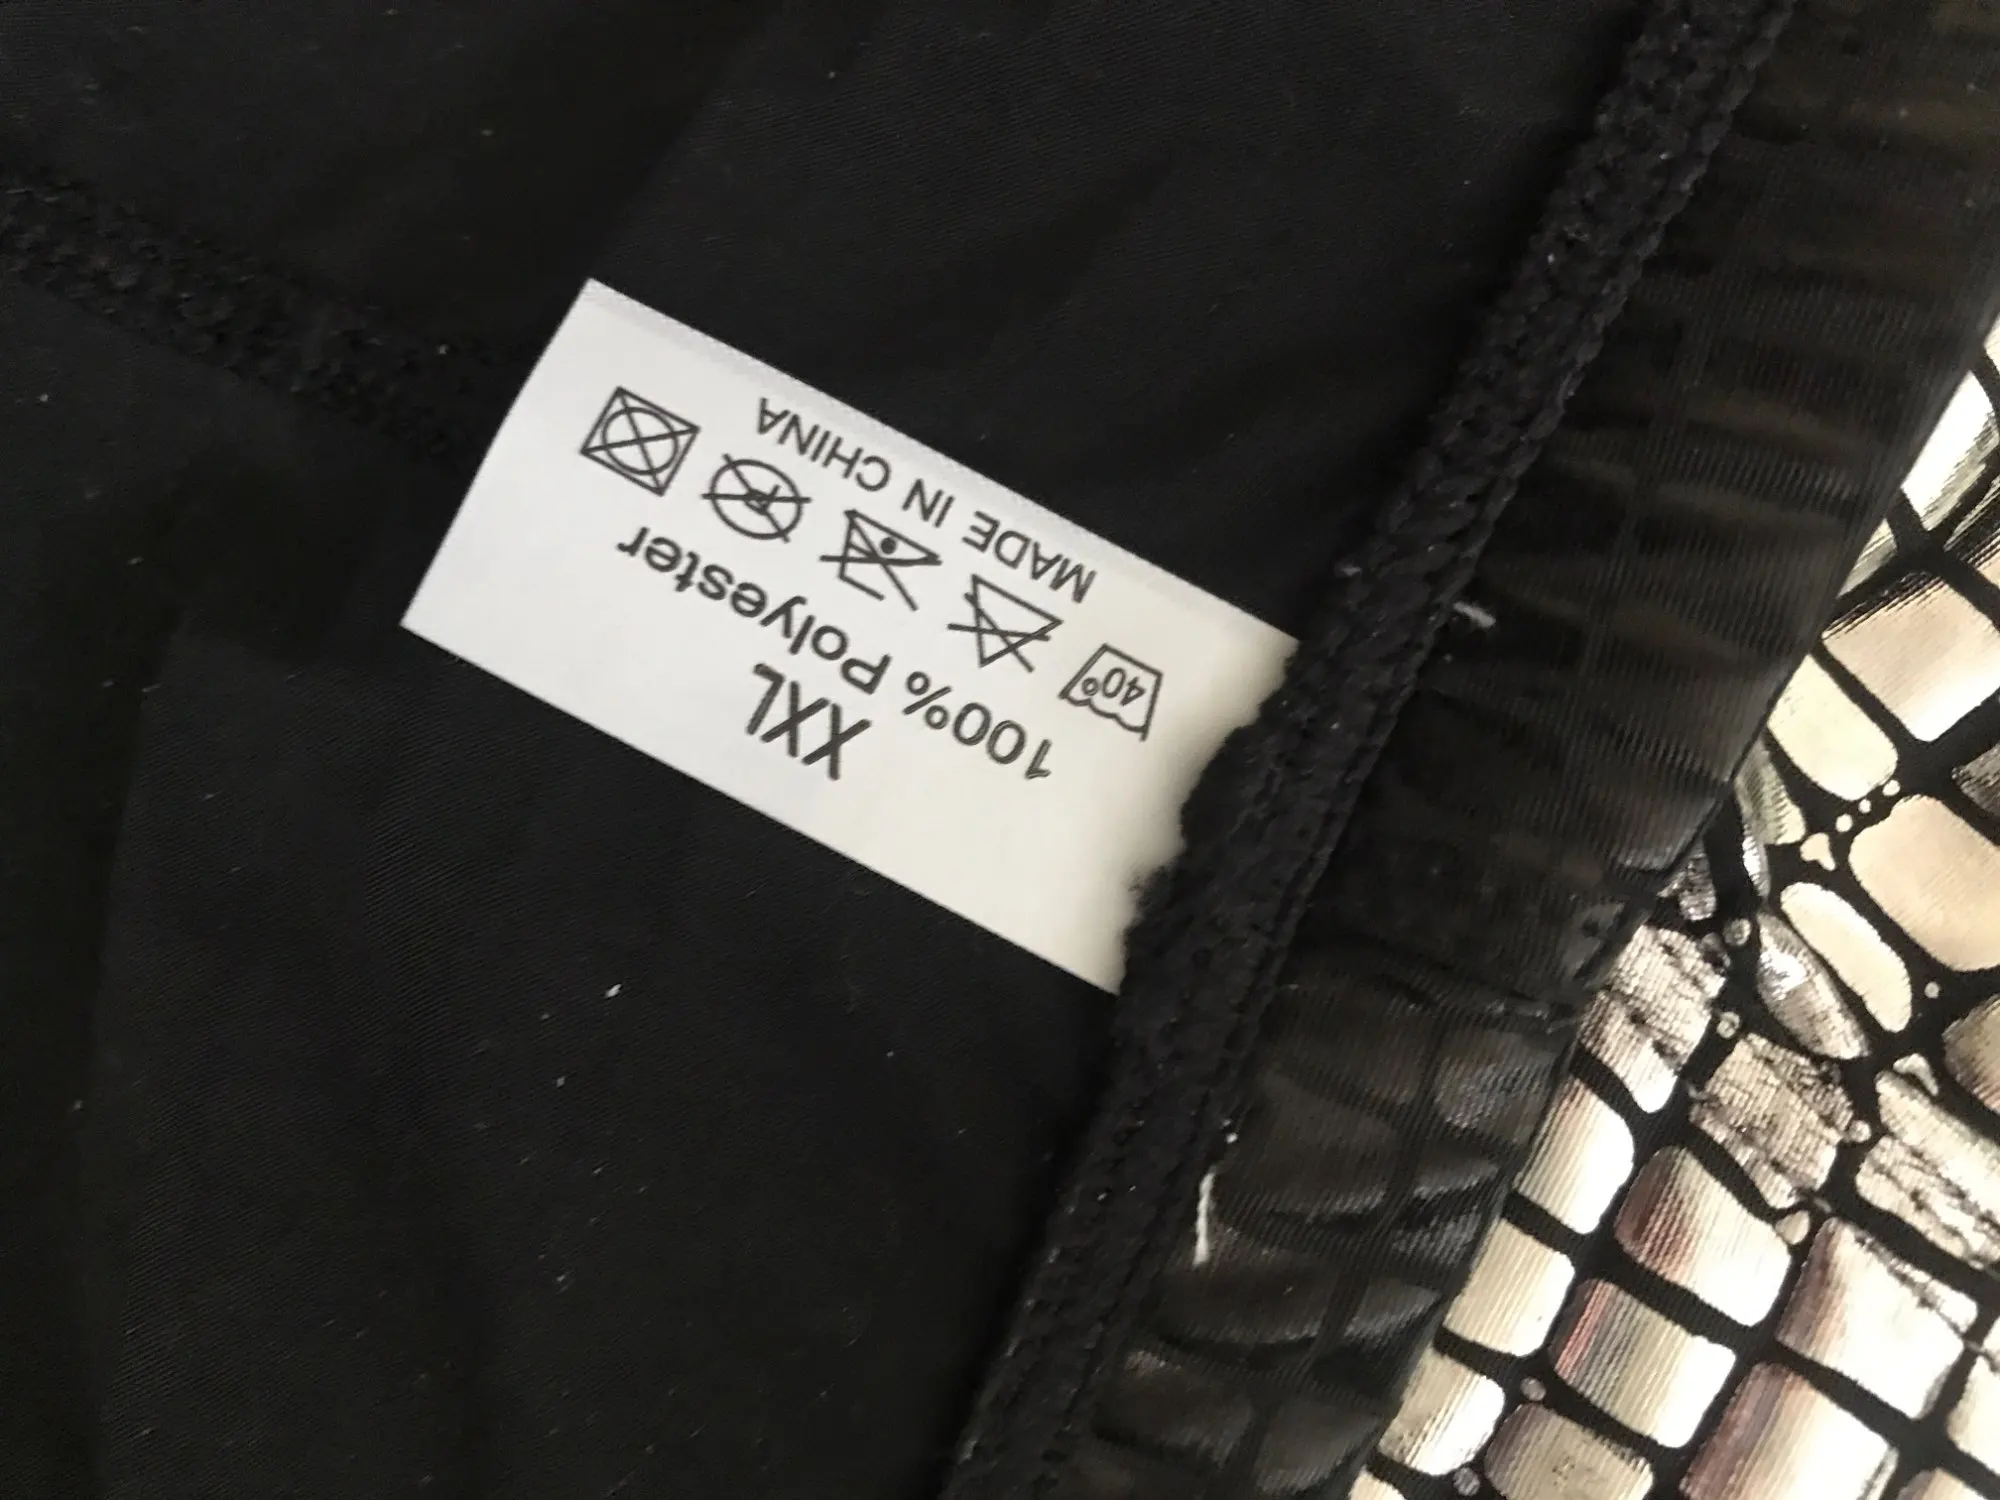 XXL
100% Polyester
40° P
MADE IN CHINA